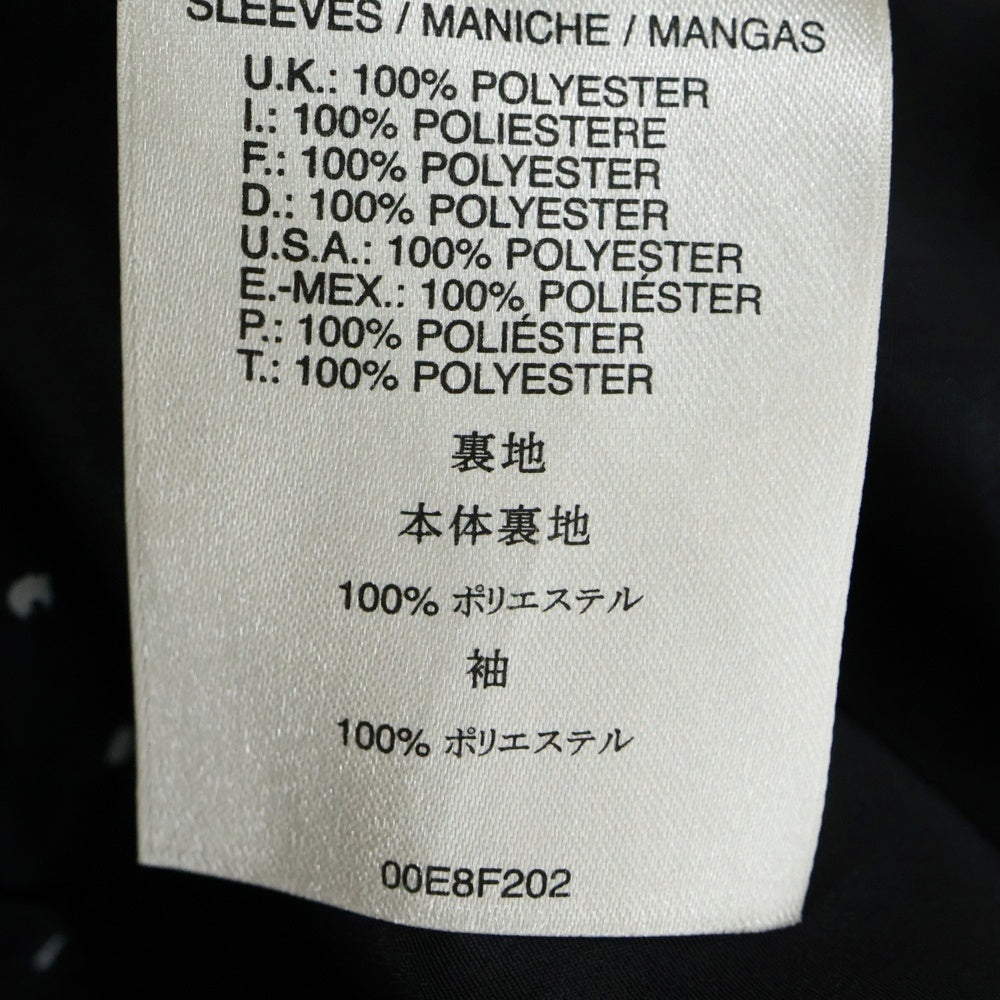 SLEEVES / MANICHE / MANGAS
U.K.: 100% POLYESTER
I.: 100% POLIESTERE
F.: 100% POLYESTER
D.: 100% POLYESTER
U.S.A.: 100% POLYESTER
E.-MEX.: 100% POLIÉSTER
P.: 100% POLIÉSTER
T.: 100% POLYESTER
裏地
本体裏地
100% ポリエステル
袖
100% ポリエステル
00E8F202